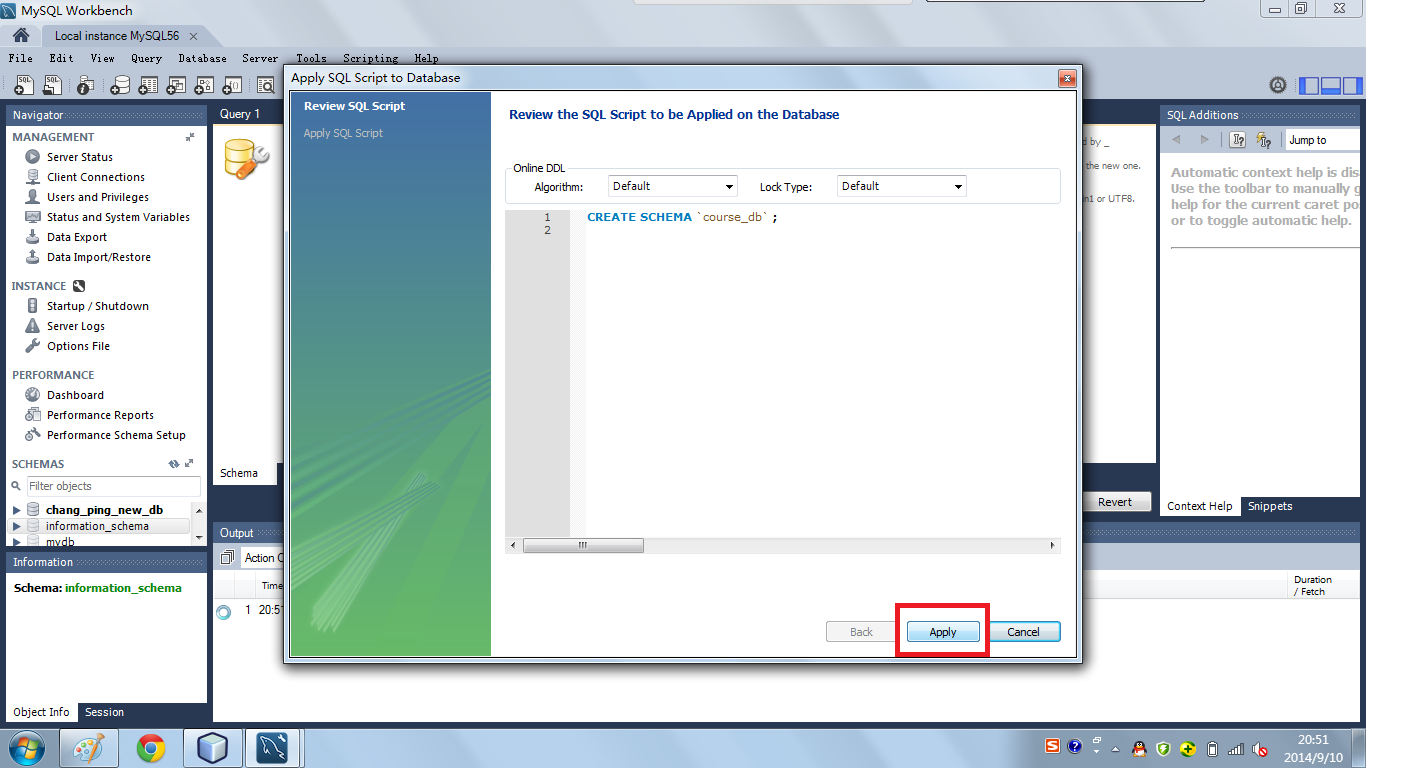 MySQL Workbench
Local instance MySQL56
File Edit View Query Database Server Tools Scripting Help
Navigator
MANAGEMENT
Server Status
Client Connections
Users and Privileges
Status and System Variables
Data Export
Data Import/Restore
INSTANCE
Startup / Shutdown
Server Logs
Options File
PERFORMANCE
Dashboard
Performance Reports
Performance Schema Setup
SCHEMAS
Filter objects
chang_ping_new_db
information_schema
mydb
Information
Schema: information_schema
Object Info Session
Query 1
Schema
Output
Action
Time
1 20:51
Apply SQL Script to Database
Review SQL Script
Apply SQL Script
Review the SQL Script to be Applied on the Database
Online DDL
Algorithm: Default Lock Type: Default
1 CREATE SCHEMA `course_db` ;
2
Back Apply Cancel
by _
the new one.
or UTF8.
Revert
Duration
/ Fetch
SQL Additions
Jump to
Automatic context help is
Use the toolbar to manually
help for the current caret
or to toggle automatic help.
Context Help Snippets
20:51
2014/9/10